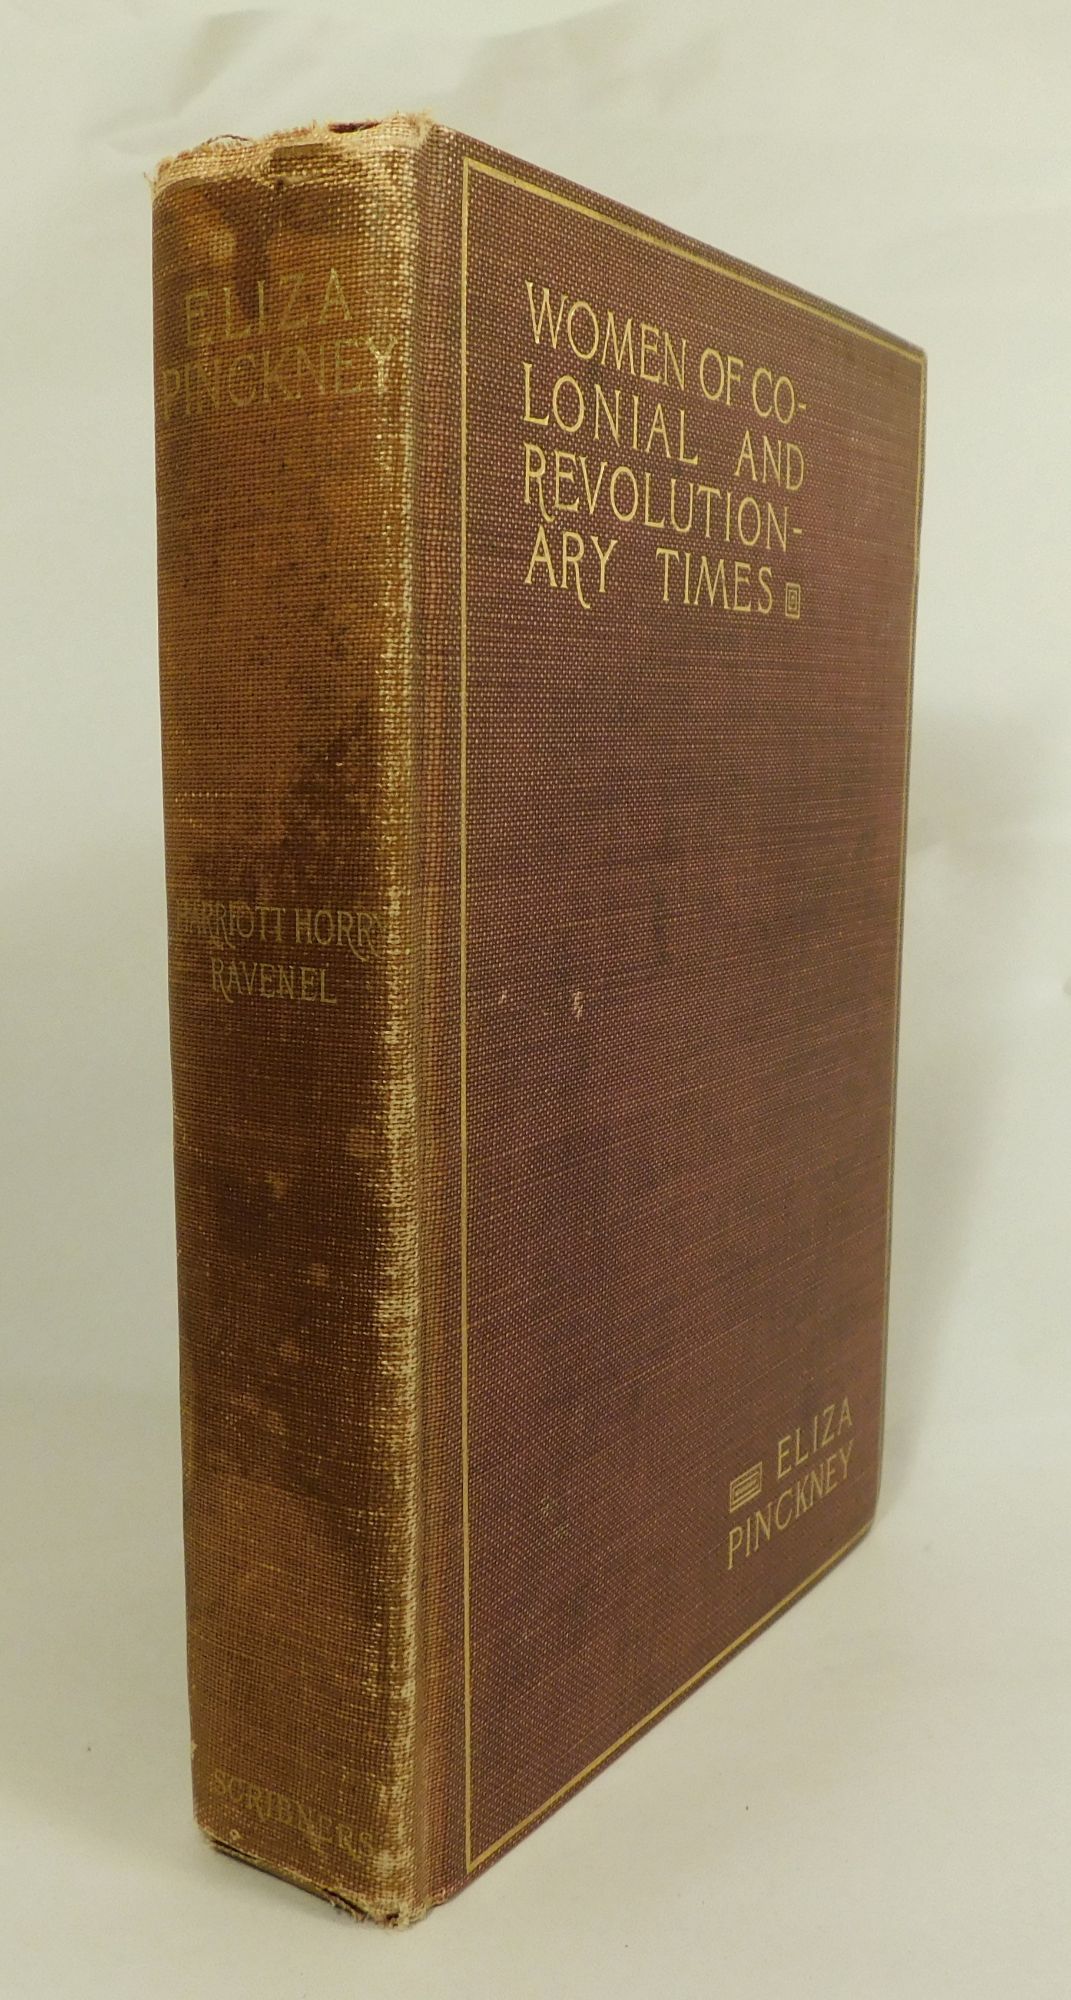 ELIZA
PINCKNEY
HARRIOTT HORRY
RAVENEL
SCRIBNERS
WOMEN OF CO-
LONIAL AND
REVOLUTION-
ARY TIMES
ELIZA
PINCKNEY